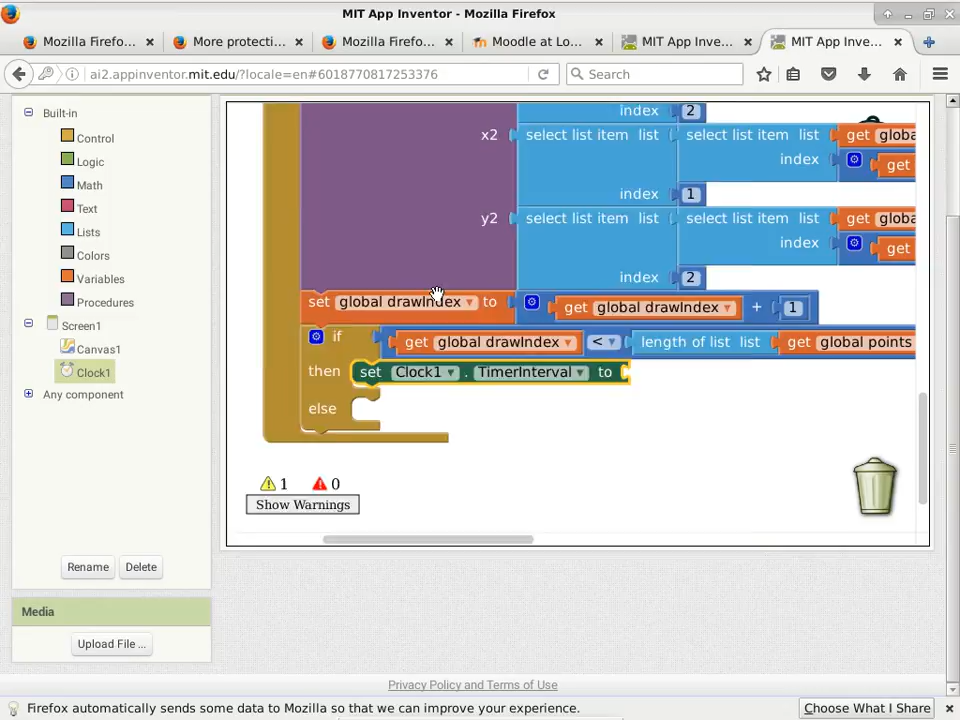 MIT App Inventor - Mozilla Firefox
Mozilla Firefo...
More protecti...
Mozilla Firefo...
Moodle at Lo...
MIT App Inve...
MIT App Inve...
ai2.appinventor.mit.edu/?locale=en#6018770817253376
Search
Built-in
Control
Logic
Math
Text
Lists
Colors
Variables
Procedures
Screen1
Canvas1
Clock1
Any component
Rename Delete
Media
Upload File ...
index 2
x2 select list item list select list item list get globa
index get
index 1
y2 select list item list select list item list get globa
index get
index 2
set global drawIndex to get global drawIndex + 1
if get global drawIndex < length of list list get global points
then set Clock1 . TimerInterval to
else
1 0
Show Warnings
Privacy Policy and Terms of Use
Firefox automatically sends some data to Mozilla so that we can improve your experience.
Choose What I Share